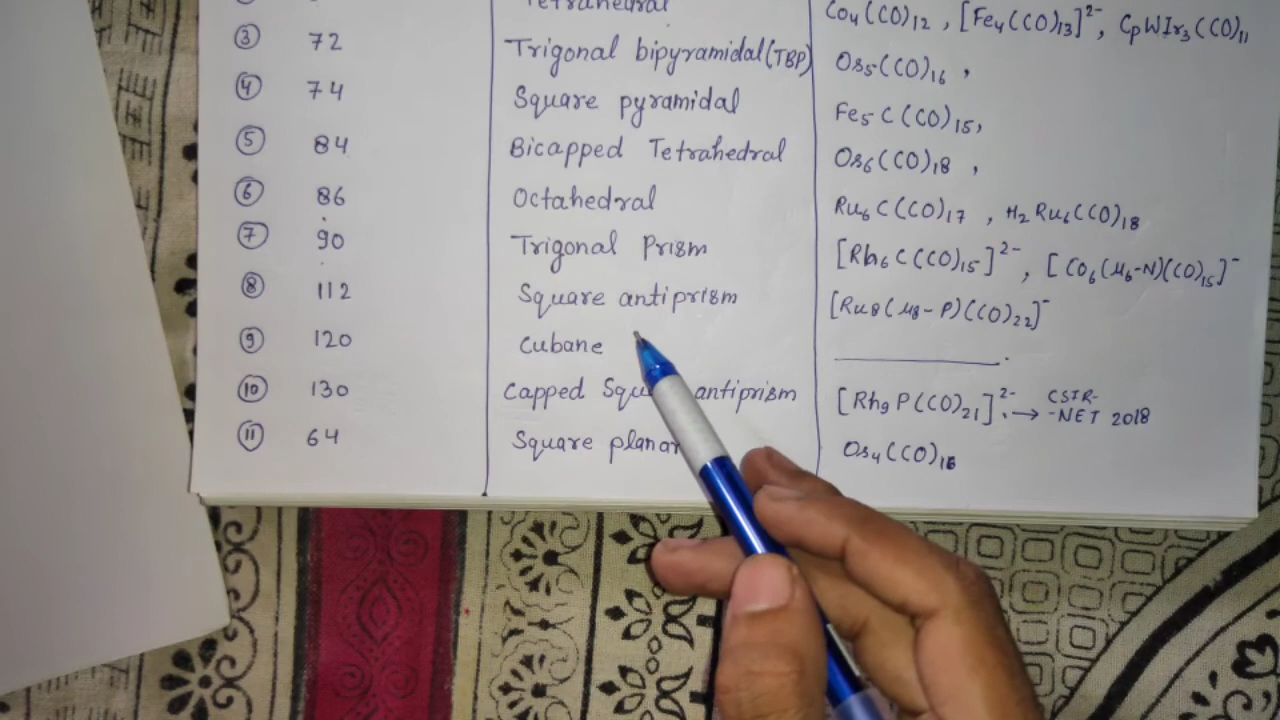 Tetrahedral Co₄(CO)₁₂, [Fe₄(CO)₁₃]²⁻, CpWIr₃(CO)₁₁
③ 72 Trigonal bipyramidal(TBP) Os₅(CO)₁₆,
④ 74 Square pyramidal Fe₅C(CO)₁₅,
⑤ 84 Bicapped Tetrahedral Os₆(CO)₁₈,
⑥ 86 Octahedral Ru₆C(CO)₁₇, H₂Ru₆(CO)₁₈
⑦ 90 Trigonal Prism [Rh₆C(CO)₁₅]²⁻, [Co₆(μ₆-N)(CO)₁₅]⁻
⑧ 112 Square antiprism [Ru₈(μ₈-P)(CO)₂₂]⁻
⑨ 120 Cubane
⑩ 130 Capped Squ antiprism [Rh₉P(CO)₂₁]²⁻. → CSIR-
-NET 2018
⑪ 64 Square planar Os₄(CO)₁₆